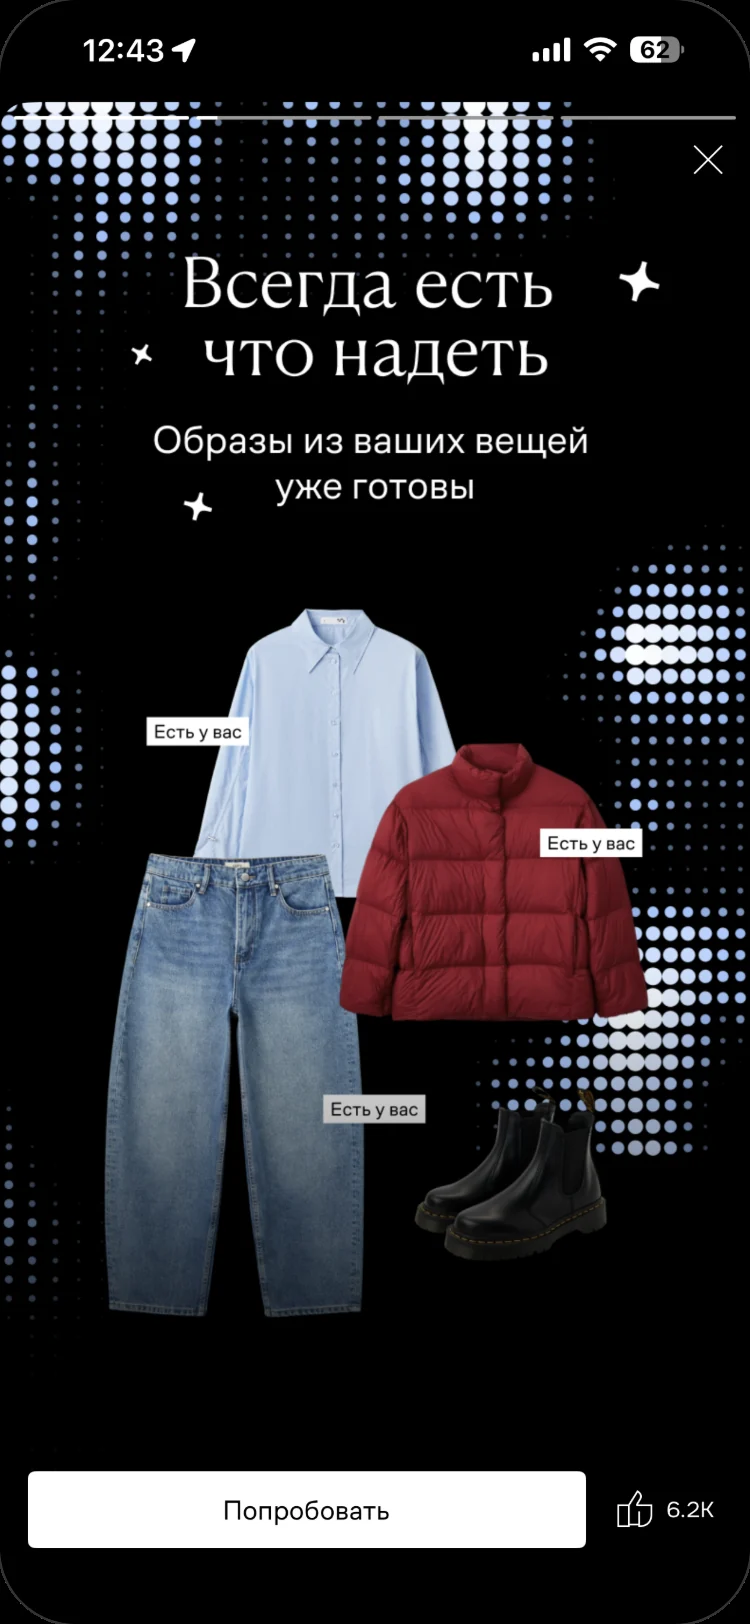 12:43
62
Всегда есть
что надеть
Образы из ваших вещей
уже готовы
Есть у вас
Есть у вас
Есть у вас
Попробовать
6.2K